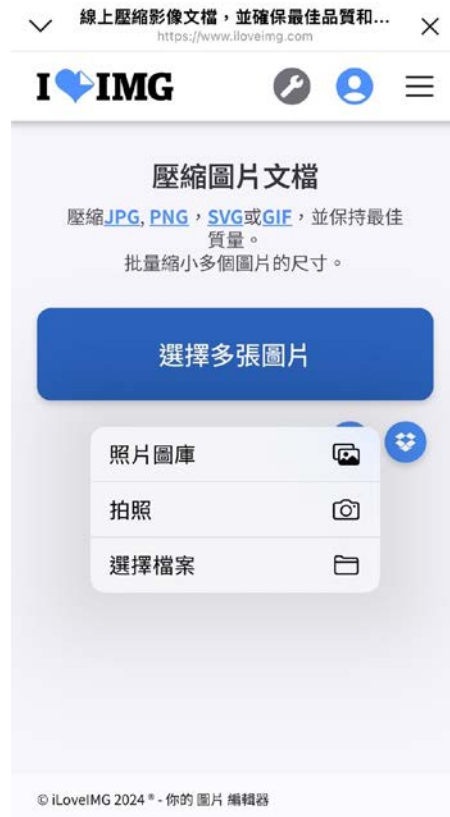 線上壓縮影像文檔，並確保最佳品質和...
https://www.iloveimg.com
I IMG
壓縮圖片文檔
壓縮JPG, PNG，SVG或GIF，並保持最佳
質量。
批量縮小多個圖片的尺寸。
選擇多張圖片
照片圖庫
拍照
選擇檔案
© iLoveIMG 2024 ® - 你的 圖片 編輯器